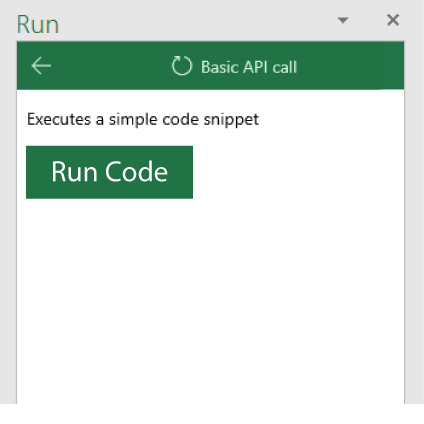 Run
Basic API call
Executes a simple code snippet
Run Code